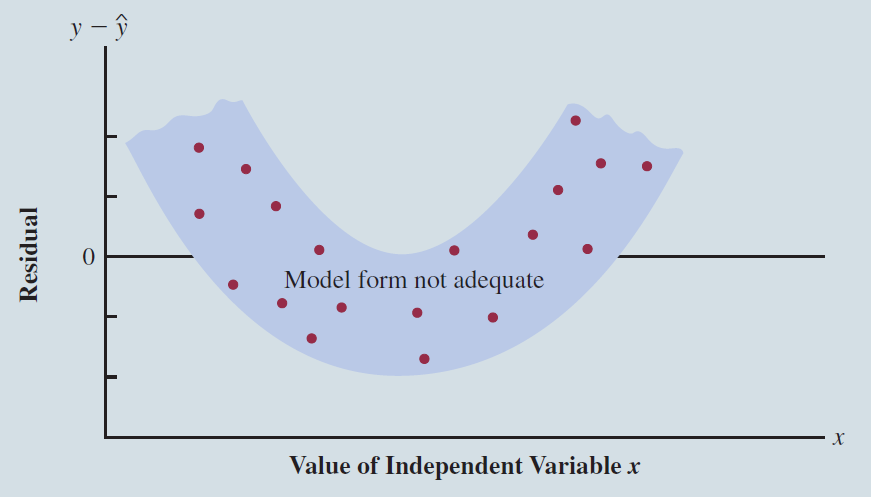 y − ŷ
Residual
0
Model form not adequate
x
Value of Independent Variable x